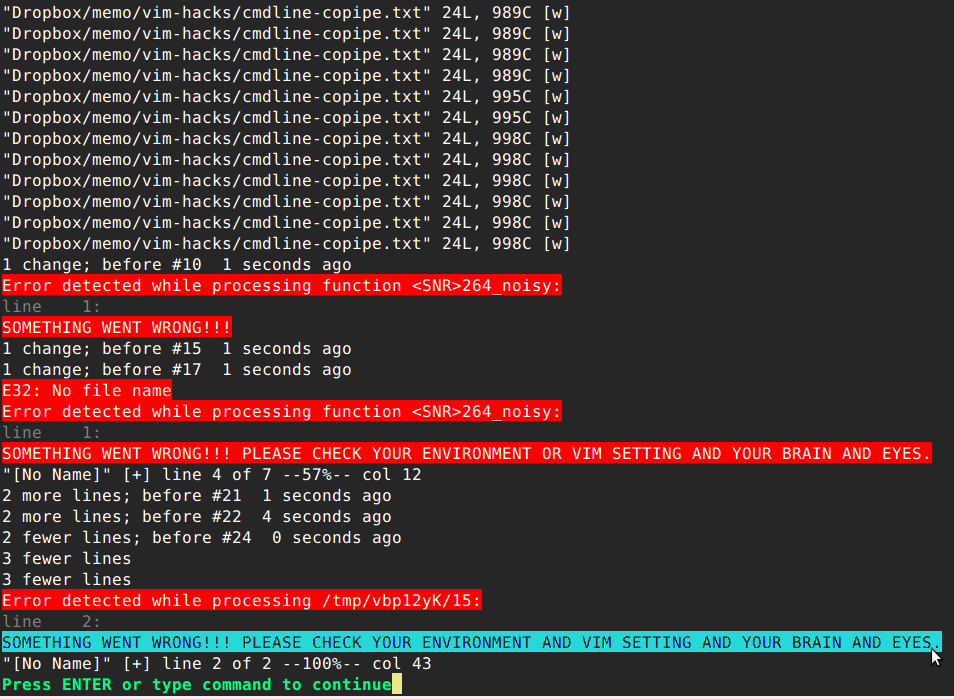 "Dropbox/memo/vim-hacks/cmdline-copipe.txt" 24L, 989C [w]
"Dropbox/memo/vim-hacks/cmdline-copipe.txt" 24L, 989C [w]
"Dropbox/memo/vim-hacks/cmdline-copipe.txt" 24L, 989C [w]
"Dropbox/memo/vim-hacks/cmdline-copipe.txt" 24L, 989C [w]
"Dropbox/memo/vim-hacks/cmdline-copipe.txt" 24L, 995C [w]
"Dropbox/memo/vim-hacks/cmdline-copipe.txt" 24L, 995C [w]
"Dropbox/memo/vim-hacks/cmdline-copipe.txt" 24L, 998C [w]
"Dropbox/memo/vim-hacks/cmdline-copipe.txt" 24L, 998C [w]
"Dropbox/memo/vim-hacks/cmdline-copipe.txt" 24L, 998C [w]
"Dropbox/memo/vim-hacks/cmdline-copipe.txt" 24L, 998C [w]
"Dropbox/memo/vim-hacks/cmdline-copipe.txt" 24L, 998C [w]
"Dropbox/memo/vim-hacks/cmdline-copipe.txt" 24L, 998C [w]
1 change; before #10  1 seconds ago
Error detected while processing function <SNR>264_noisy:
line    1:
SOMETHING WENT WRONG!!!
1 change; before #15  1 seconds ago
1 change; before #17  1 seconds ago
E32: No file name
Error detected while processing function <SNR>264_noisy:
line    1:
SOMETHING WENT WRONG!!! PLEASE CHECK YOUR ENVIRONMENT OR VIM SETTING AND YOUR BRAIN AND EYES.
"[No Name]" [+] line 4 of 7 --57%-- col 12
2 more lines; before #21  1 seconds ago
2 more lines; before #22  4 seconds ago
2 fewer lines; before #24  0 seconds ago
3 fewer lines
3 fewer lines
Error detected while processing /tmp/vbp12yK/15:
line    2:
SOMETHING WENT WRONG!!! PLEASE CHECK YOUR ENVIRONMENT AND VIM SETTING AND YOUR BRAIN AND EYES.
"[No Name]" [+] line 2 of 2 --100%-- col 43
Press ENTER or type command to continue